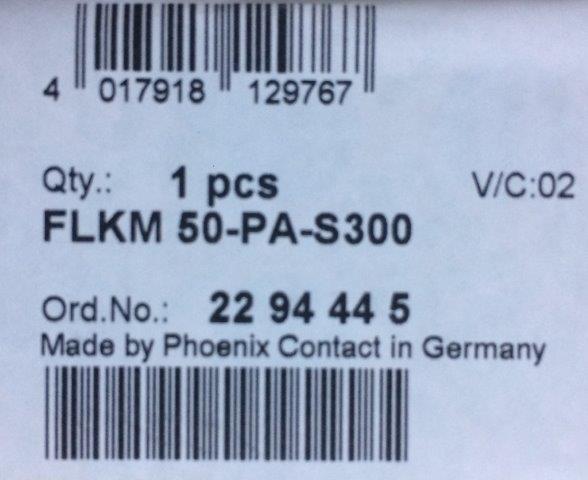 4 017918 129767
Qty.: 1 pcs V/C:02
FLKM 50-PA-S300
Ord.No.: 22 94 44 5
Made by Phoenix Contact in Germany